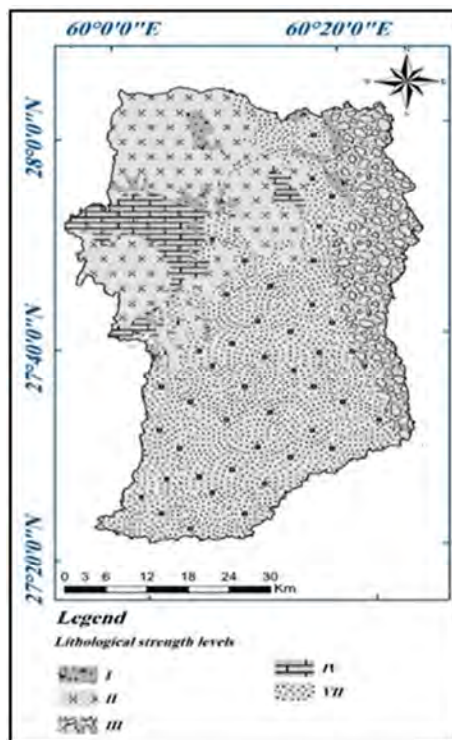 60°0'0"E 60°20'0"E
28°0'0"N
27°40'0"N
27°20'0"N
0 3 6 12 18 24 30
Km
Legend
Lithological strength levels
I
II
III
IV
VII